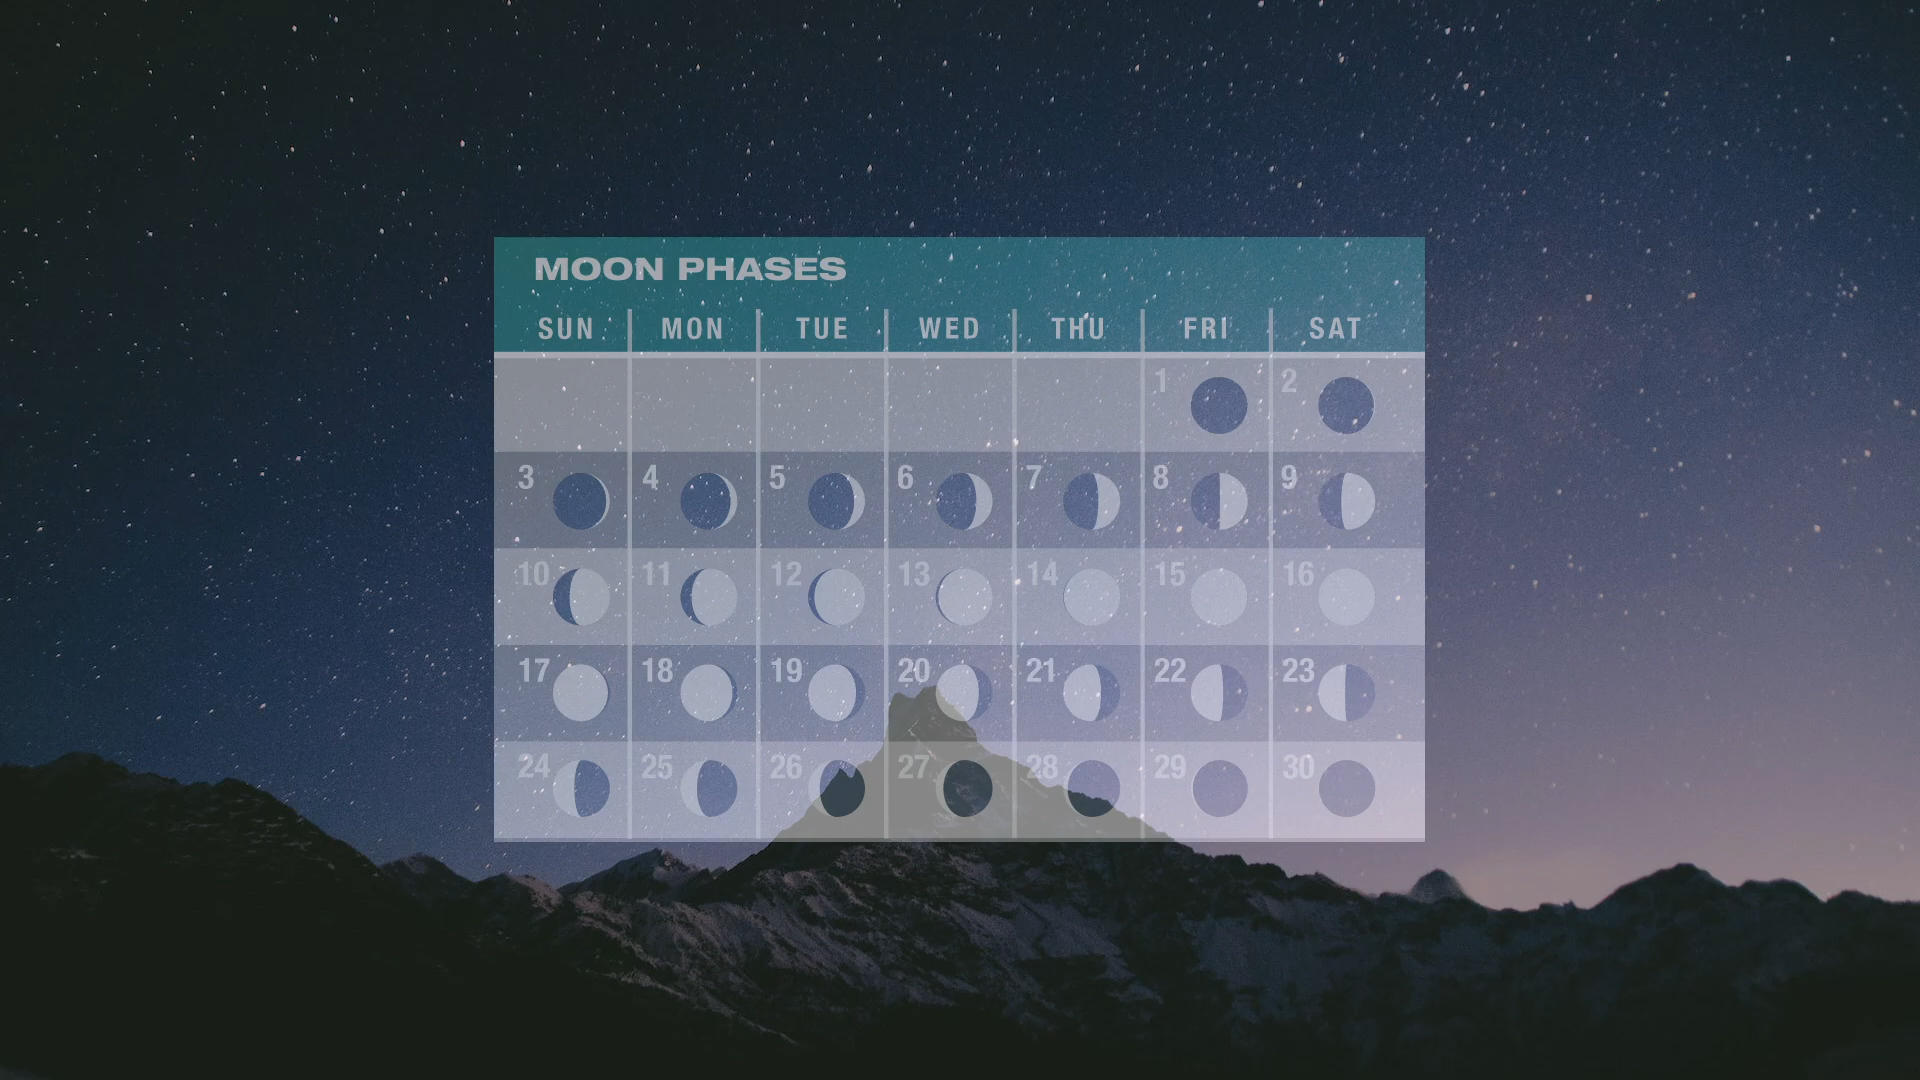 MOON PHASES
SUN MON TUE WED THU FRI SAT
1 2
3 4 5 6 7 8 9
10 11 12 13 14 15 16
17 18 19 20 21 22 23
24 25 26 27 28 29 30